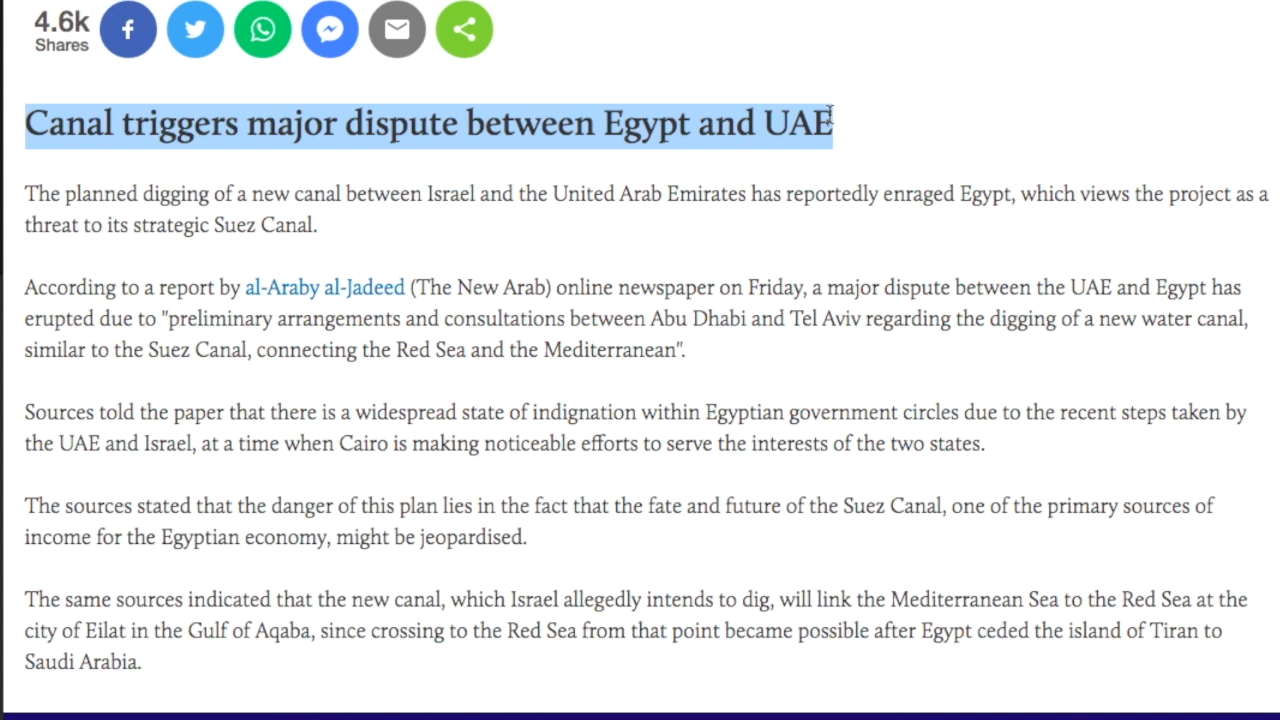 4.6k
Shares
Canal triggers major dispute between Egypt and UAE
The planned digging of a new canal between Israel and the United Arab Emirates has reportedly enraged Egypt, which views the project as a
threat to its strategic Suez Canal.
According to a report by al-Araby al-Jadeed (The New Arab) online newspaper on Friday, a major dispute between the UAE and Egypt has
erupted due to "preliminary arrangements and consultations between Abu Dhabi and Tel Aviv regarding the digging of a new water canal,
similar to the Suez Canal, connecting the Red Sea and the Mediterranean".
Sources told the paper that there is a widespread state of indignation within Egyptian government circles due to the recent steps taken by
the UAE and Israel, at a time when Cairo is making noticeable efforts to serve the interests of the two states.
The sources stated that the danger of this plan lies in the fact that the fate and future of the Suez Canal, one of the primary sources of
income for the Egyptian economy, might be jeopardised.
The same sources indicated that the new canal, which Israel allegedly intends to dig, will link the Mediterranean Sea to the Red Sea at the
city of Eilat in the Gulf of Aqaba, since crossing to the Red Sea from that point became possible after Egypt ceded the island of Tiran to
Saudi Arabia.